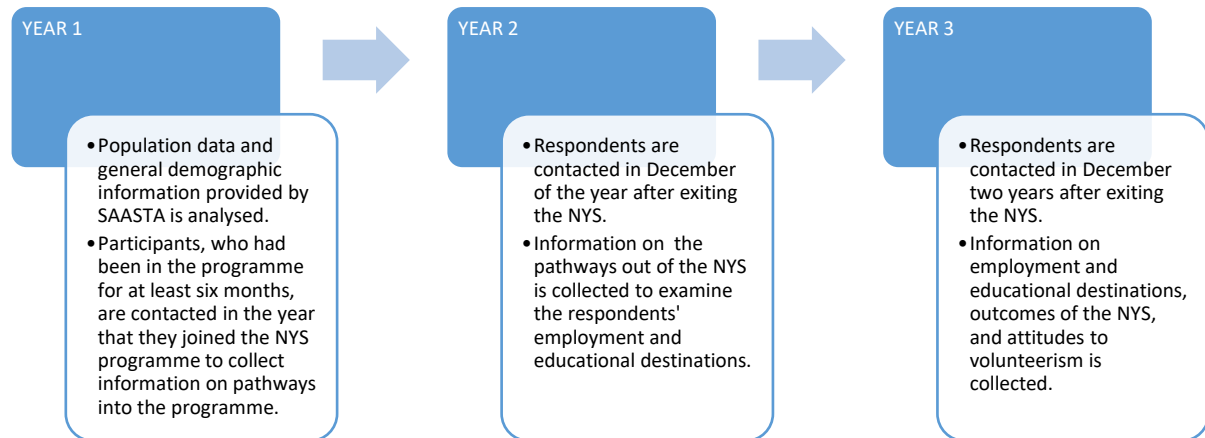 YEAR 1
•Population data and
general demographic
information provided by
SAASTA is analysed.
•Participants, who had
been in the programme
for at least six months,
are contacted in the year
that they joined the NYS
programme to collect
information on pathways
into the programme.
YEAR 2
•Respondents are
contacted in December
of the year after exiting
the NYS.
•Information on the
pathways out of the NYS
is collected to examine
the respondents'
employment and
educational destinations.
YEAR 3
•Respondents are
contacted in December
two years after exiting
the NYS.
•Information on
employment and
educational destinations,
outcomes of the NYS,
and attitudes to
volunteerism is
collected.